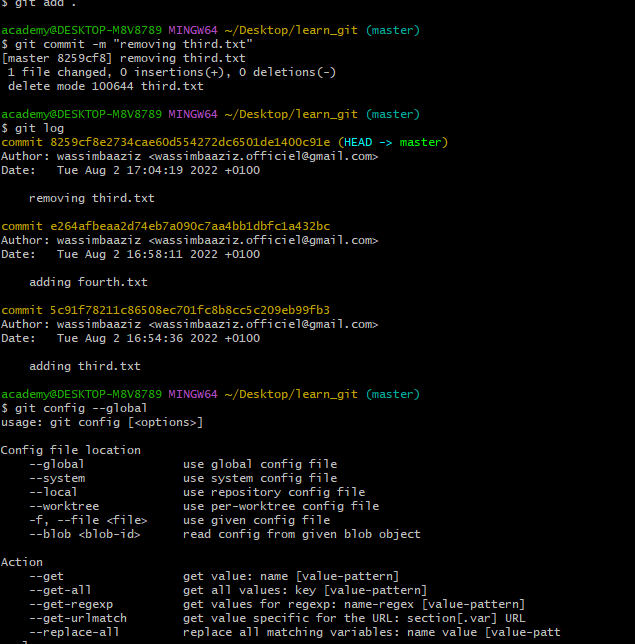 $ git add .
academy@DESKTOP-M8V8789 MINGW64 ~/Desktop/learn_git (master)
$ git commit -m "removing third.txt"
[master 8259cf8] removing third.txt
 1 file changed, 0 insertions(+), 0 deletions(-)
 delete mode 100644 third.txt
academy@DESKTOP-M8V8789 MINGW64 ~/Desktop/learn_git (master)
$ git log
commit 8259cf8e2734cae60d554272dc6501de1400c91e (HEAD -> master)
Author: wassimbaaziz <wassimbaaziz.officiel@gmail.com>
Date:   Tue Aug 2 17:04:19 2022 +0100
    removing third.txt
commit e264afbeaa2d74eb7a090c7aa4bb1dbfc1a432bc
Author: wassimbaaziz <wassimbaaziz.officiel@gmail.com>
Date:   Tue Aug 2 16:58:11 2022 +0100
    adding fourth.txt
commit 5c91f78211c86508ec701fc8b8cc5c209eb99fb3
Author: wassimbaaziz <wassimbaaziz.officiel@gmail.com>
Date:   Tue Aug 2 16:54:36 2022 +0100
    adding third.txt
academy@DESKTOP-M8V8789 MINGW64 ~/Desktop/learn_git (master)
$ git config --global
usage: git config [<options>]
Config file location
    --global              use global config file
    --system              use system config file
    --local               use repository config file
    --worktree            use per-worktree config file
    -f, --file <file>     use given config file
    --blob <blob-id>      read config from given blob object
Action
    --get                 get value: name [value-pattern]
    --get-all             get all values: key [value-pattern]
    --get-regexp          get values for regexp: name-regex [value-pattern]
    --get-urlmatch        get value specific for the URL: section[.var] URL
    --replace-all         replace all matching variables: name value [value-patt